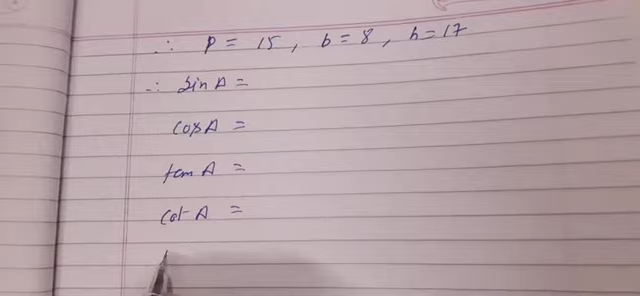 ∴ P = 15, b = 8, h = 17
∴ Sin A =
Cos A =
tan A =
Cot A =